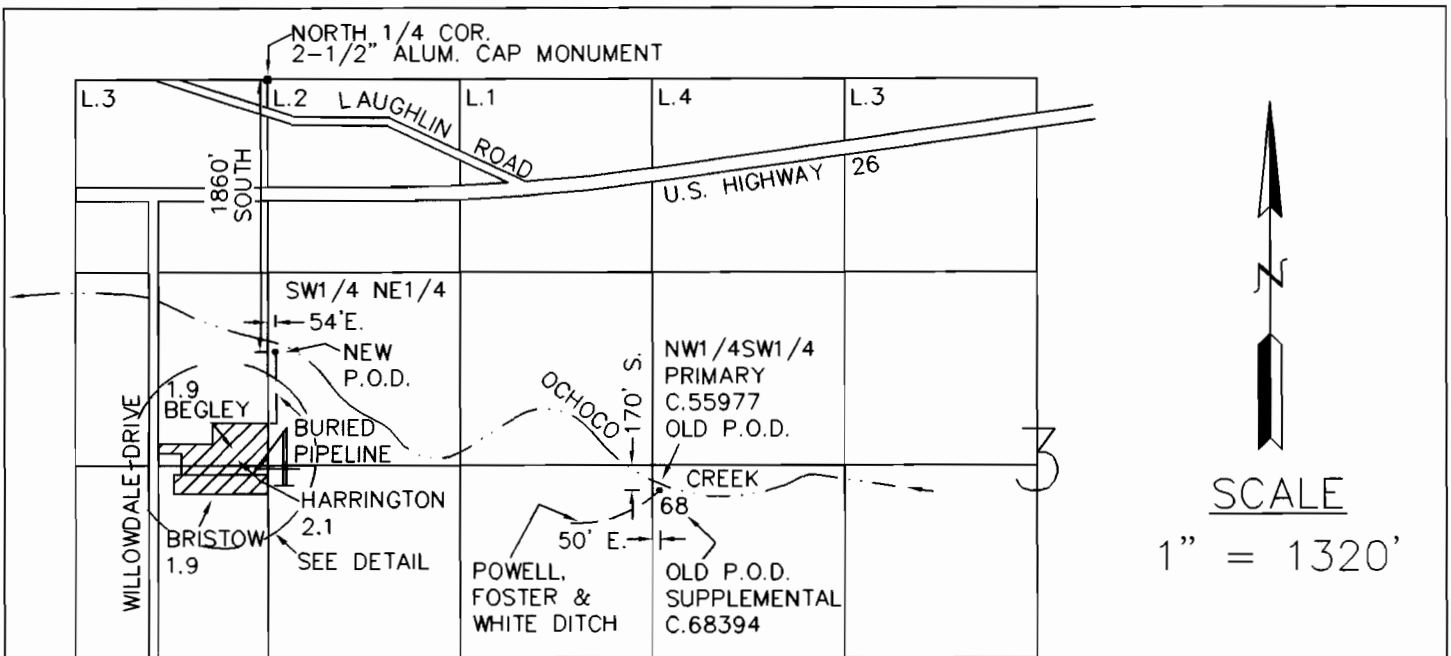 NORTH 1/4 COR.
2-1/2" ALUM. CAP MONUMENT
L.3
L.2
L.1
L.4
L.3
LAUGHLIN ROAD
U.S. HIGHWAY 26
1860' SOUTH
SW1/4 NE1/4
54'E.
NEW
P.O.D.
N
OCHOCO
CREEK
170' S.
NW1/4SW1/4
PRIMARY
C.55977
OLD P.O.D.
1.9
BEGLEY
BURIED
PIPELINE
WILLOWDALE DRIVE
HARRINGTON
2.1
BRISTOW
1.9
SEE DETAIL
68
50' E.
POWELL,
FOSTER &
WHITE DITCH
OLD P.O.D.
SUPPLEMENTAL
C.68394
3
SCALE
1" = 1320'